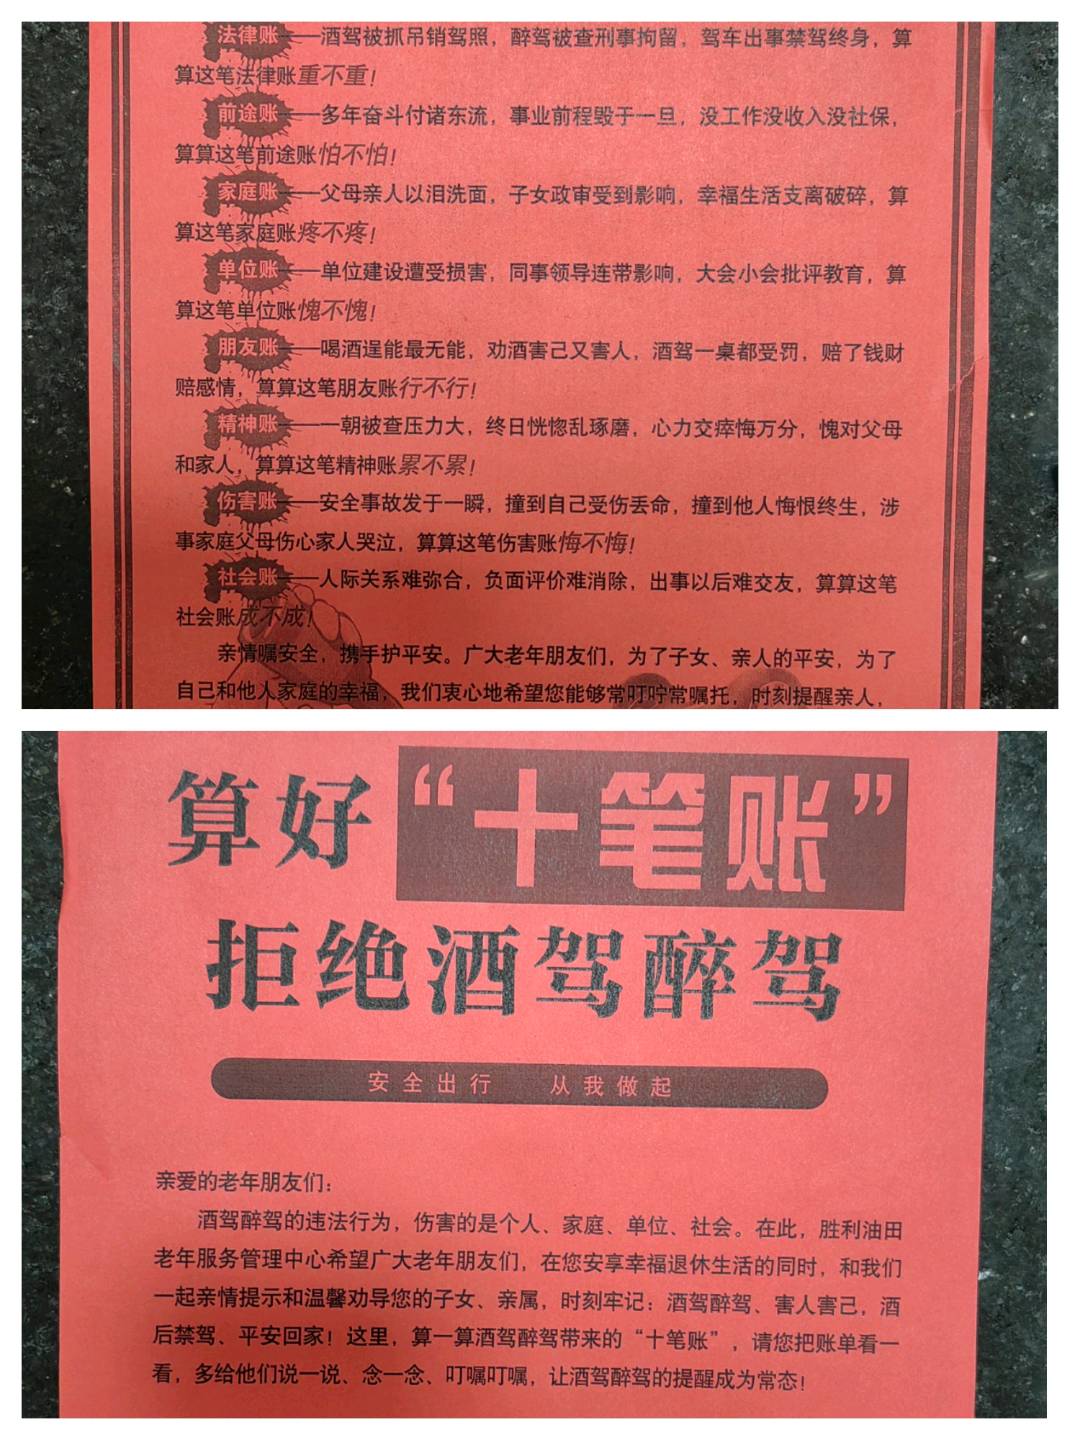 法律账——酒驾被抓吊销驾照，醉驾被查刑事拘留，驾车出事禁驾终身，算
算这笔法律账重不重！
前途账——多年奋斗付诸东流，事业前程毁于一旦，没工作没收入没社保，
算算这笔前途账怕不怕！
家庭账——父母亲人以泪洗面，子女政审受到影响，幸福生活支离破碎，算
算这笔家庭账疼不疼！
单位账——单位建设遭受损害，同事领导连带影响，大会小会批评教育，算
算这笔单位账愧不愧！
朋友账——喝酒逞能最无能，劝酒害己又害人，酒驾一桌都受罚，赔了钱财
赔感情，算算这笔朋友账行不行！
精神账——一朝被查压力大，终日恍惚乱琢磨，心力交瘁悔万分，愧对父母
和家人，算算这笔精神账累不累！
伤害账——安全事故发于一瞬，撞到自己受伤丢命，撞到他人悔恨终生，涉
事家庭父母伤心家人哭泣，算算这笔伤害账悔不悔！
社会账——人际关系难弥合，负面评价难消除，出事以后难交友，算算这笔
社会账成不成！
亲情嘱安全，携手护平安。广大老年朋友们，为了子女、亲人的平安，为了
自己和他人家庭的幸福，我们衷心地希望您能够常叮咛常嘱托，时刻提醒亲人，
算好“十笔账”
拒绝酒驾醉驾
安全出行 从我做起
亲爱的老年朋友们：
酒驾醉驾的违法行为，伤害的是个人、家庭、单位、社会。在此，胜利油田
老年服务管理中心希望广大老年朋友们，在您安享幸福退休生活的同时，和我们
一起亲情提示和温馨劝导您的子女、亲属，时刻牢记：酒驾醉驾、害人害己，酒
后禁驾、平安回家！这里，算一算酒驾醉驾带来的“十笔账”，请您把账单看一
看，多给他们说一说、念一念、叮嘱叮嘱，让酒驾醉驾的提醒成为常态！